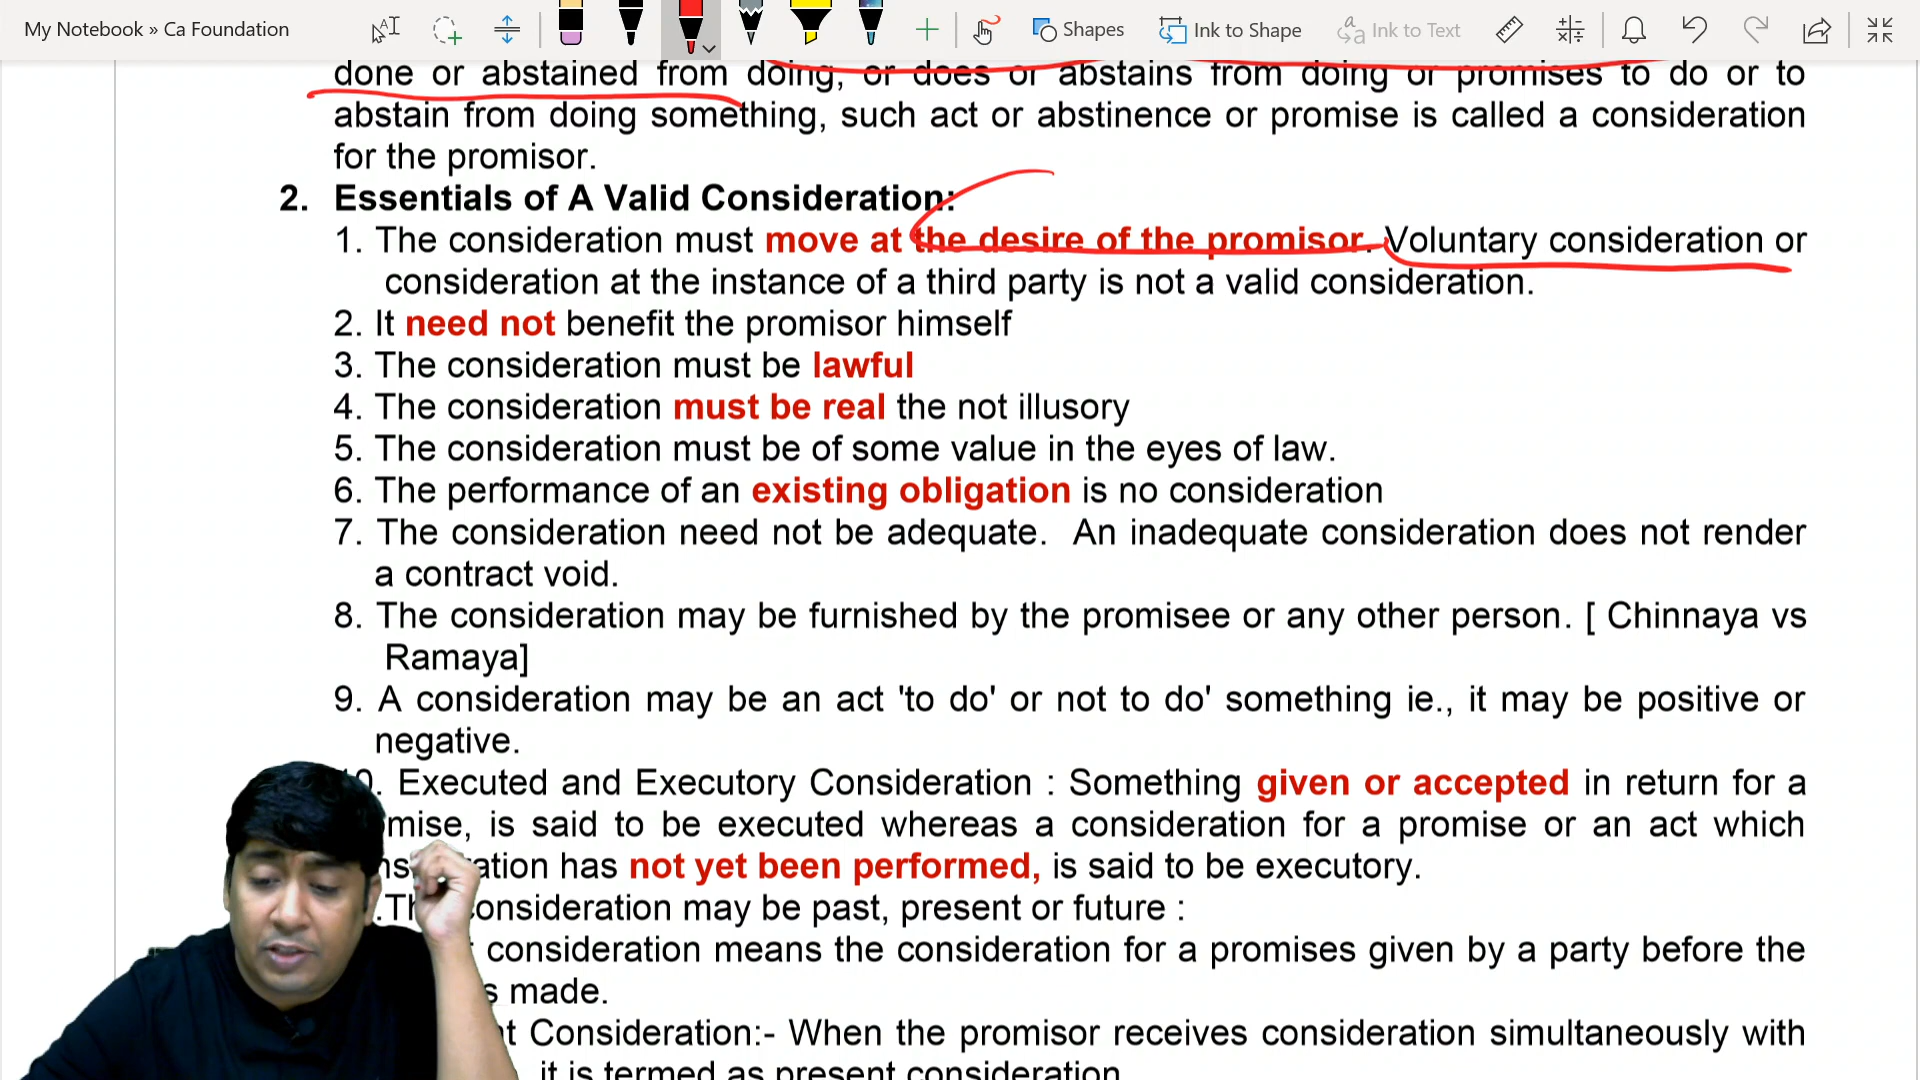 My Notebook » Ca Foundation
Shapes
Ink to Shape
Ink to Text
done or abstained from doing, or does or abstains from doing or promises to do or to
abstain from doing something, such act or abstinence or promise is called a consideration
for the promisor.
2. Essentials of A Valid Consideration:
1. The consideration must move at the desire of the promisor. Voluntary consideration or
consideration at the instance of a third party is not a valid consideration.
2. It need not benefit the promisor himself
3. The consideration must be lawful
4. The consideration must be real the not illusory
5. The consideration must be of some value in the eyes of law.
6. The performance of an existing obligation is no consideration
7. The consideration need not be adequate. An inadequate consideration does not render
a contract void.
8. The consideration may be furnished by the promisee or any other person. [ Chinnaya vs
Ramaya]
9. A consideration may be an act 'to do' or not to do' something ie., it may be positive or
negative.
Executed and Executory Consideration : Something given or accepted in return for a
is said to be executed whereas a consideration for a promise or an act which
has not yet been performed, is said to be executory.
consideration may be past, present or future :
consideration means the consideration for a promises given by a party before the
made.
Consideration:- When the promisor receives consideration simultaneously with
it is termed as present consideration